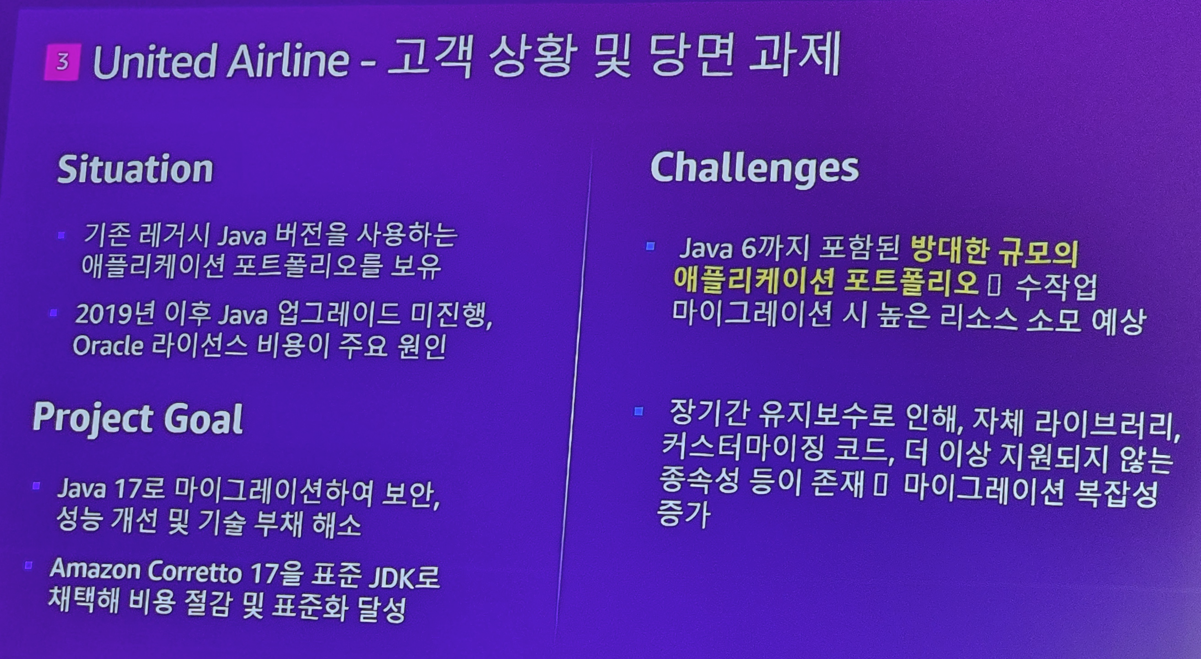 3 United Airline - 고객 상황 및 당면 과제
Situation
기존 레거시 Java 버전을 사용하는
애플리케이션 포트폴리오를 보유
2019년 이후 Java 업그레이드 미진행,
Oracle 라이선스 비용이 주요 원인
Project Goal
Java 17로 마이그레이션하여 보안,
성능 개선 및 기술 부채 해소
Amazon Corretto 17을 표준 JDK로
채택해 비용 절감 및 표준화 달성
Challenges
Java 6까지 포함된 방대한 규모의
애플리케이션 포트폴리오 ▯ 수작업
마이그레이션 시 높은 리소스 소모 예상
장기간 유지보수로 인해, 자체 라이브러리,
커스터마이징 코드, 더 이상 지원되지 않는
종속성 등이 존재 ▯ 마이그레이션 복잡성
증가